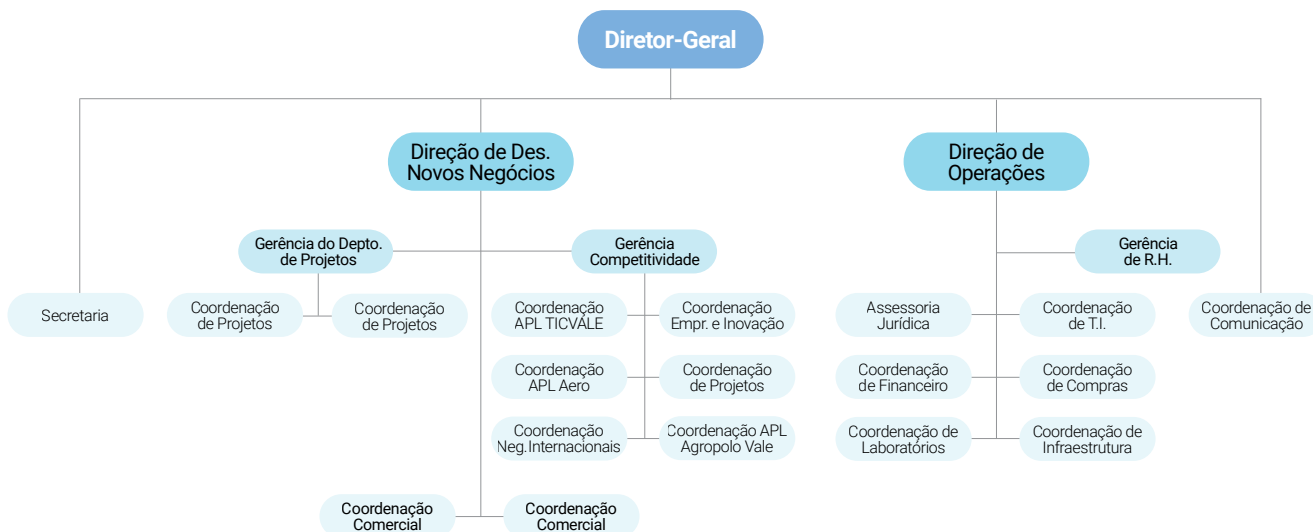 Diretor-Geral
Direção de Des.
Novos Negócios
Direção de
Operações
Gerência do Depto.
de Projetos
Gerência
Competitividade
Gerência
de R.H.
Secretaria
Coordenação
de Projetos
Coordenação
de Projetos
Coordenação
APL TICVALE
Coordenação
Empr. e Inovação
Assessoria
Jurídica
Coordenação
de T.I.
Coordenação de
Comunicação
Coordenação
APL Aero
Coordenação
de Projetos
Coordenação
de Financeiro
Coordenação
de Compras
Coordenação
Neg.Internacionais
Coordenação APL
Agropolo Vale
Coordenação de
Laboratórios
Coordenação de
Infraestrutura
Coordenação
Comercial
Coordenação
Comercial